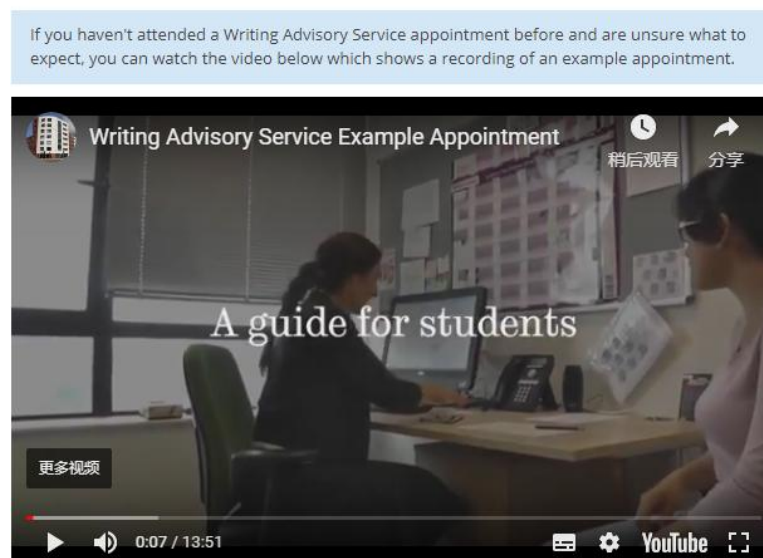 If you haven't attended a Writing Advisory Service appointment before and are unsure what to
expect, you can watch the video below which shows a recording of an example appointment.
Writing Advisory Service Example Appointment
稍后观看
分享
A guide for students
更多视频
0:07 / 13:51
YouTube